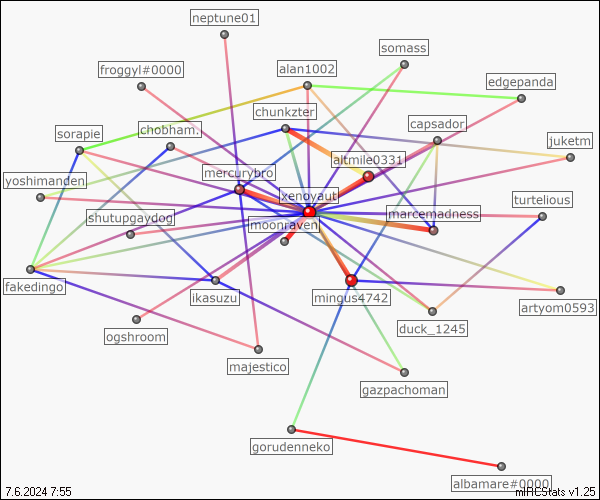 neptune01
somass
froggyl#0000
alan1002
edgepanda
chunkzter
capsador
sorapie
chobham.
juketm
altmile0331
mercurybro
yoshimanden
xenoyaut
turtelious
shutupgaydog
moonraven
marcemadness
fakedingo
ikasuzu
mingus4742
artyom0593
duck_1245
ogshroom
majestico
gazpachoman
gorudenneko
albamare#0000
7.6.2024 7:55
mIRCStats v1.25